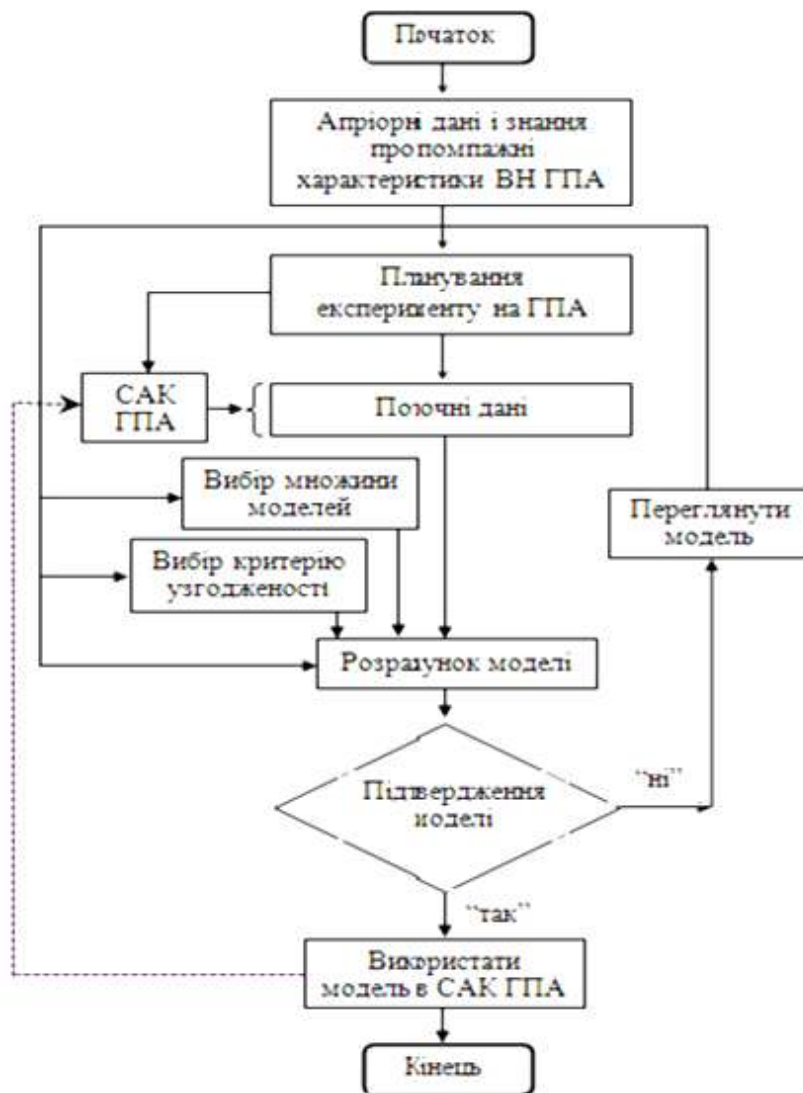 Початок
Апріорні дані і знання
про помпажні
характеристики ВН ГПА
Планування
експерименту на ГПА
САК
ГПА
Поточні дані
Вибір множини
моделей
Переглянути
модель
Вибір критерію
узгодженості
Розрахунок моделі
Підтвердження
моделі
“ні”
“так”
Використати
модель в САК ГПА
Кінець